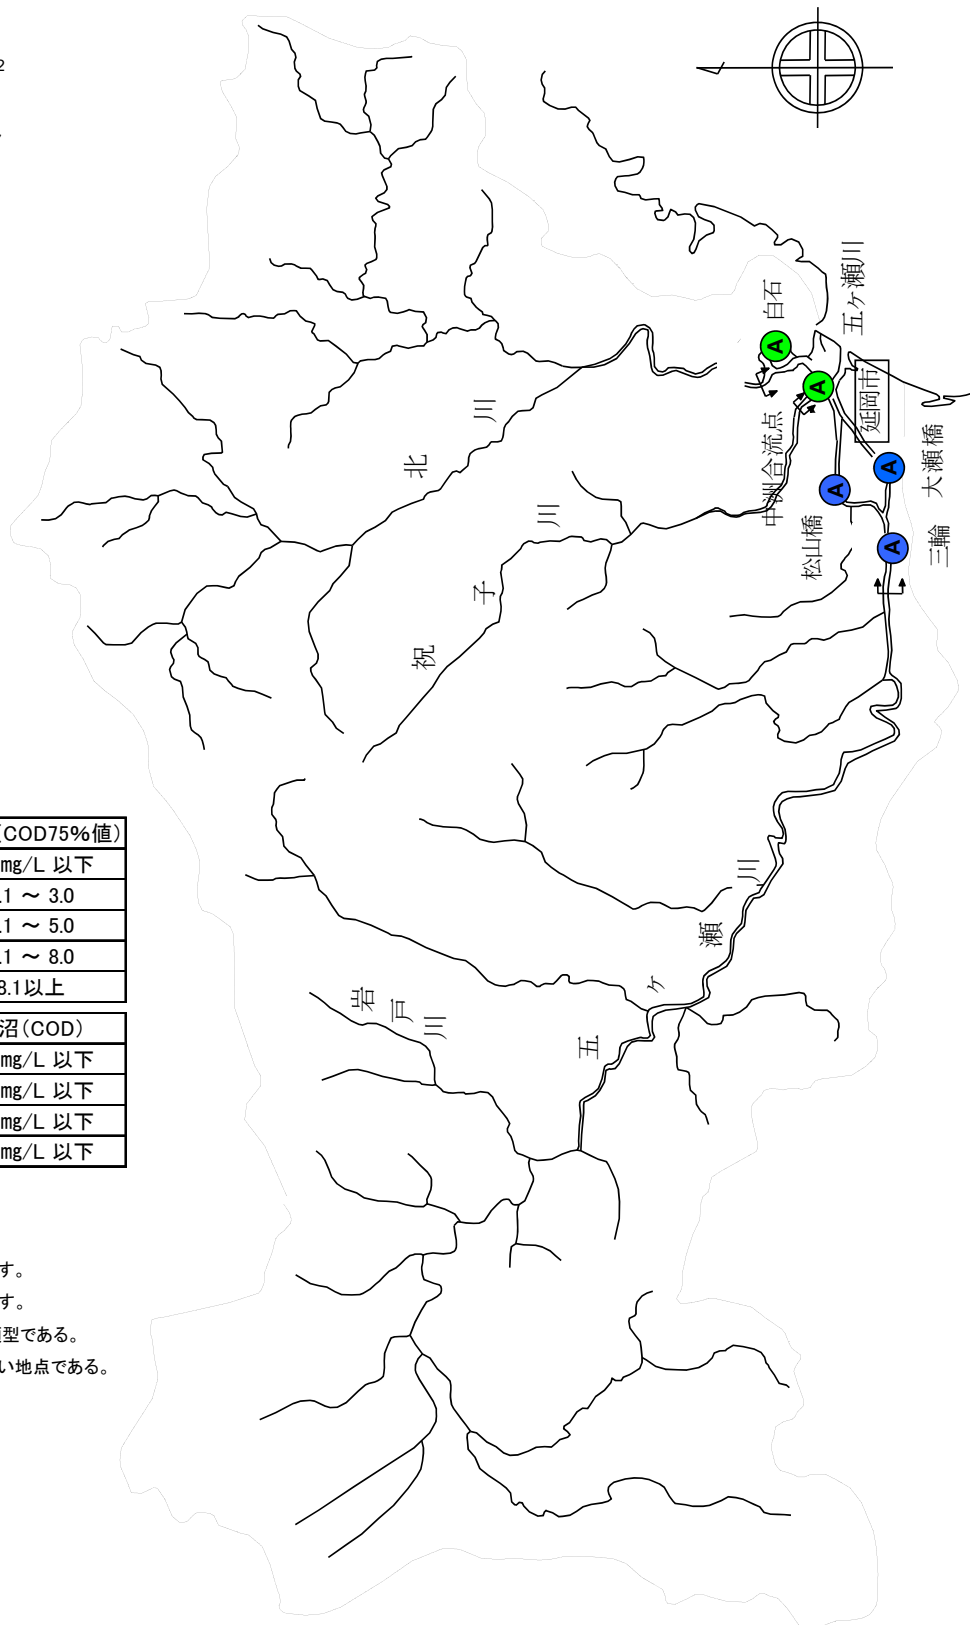 2
白石
五ヶ瀬川
A
A
延岡市
中洲合流点
大瀬橋
A
A
松山橋
三輪
A
北川
祝子川
五ヶ瀬川
岩戸川
(COD75%値)
mg/L 以下
.1 ～ 3.0
.1 ～ 5.0
.1 ～ 8.0
8.1以上
沼(COD)
mg/L 以下
mg/L 以下
mg/L 以下
mg/L 以下
す。
す。
型である。
い地点である。